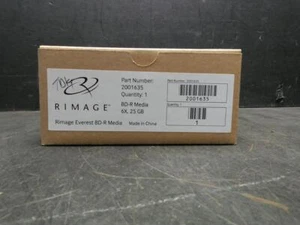 RIMAGE
Rimage Everest BD-R Media
Part Number:
2001635
Quantity: 1
BD-R Media
6X, 25 GB
Made in China
2001635
1